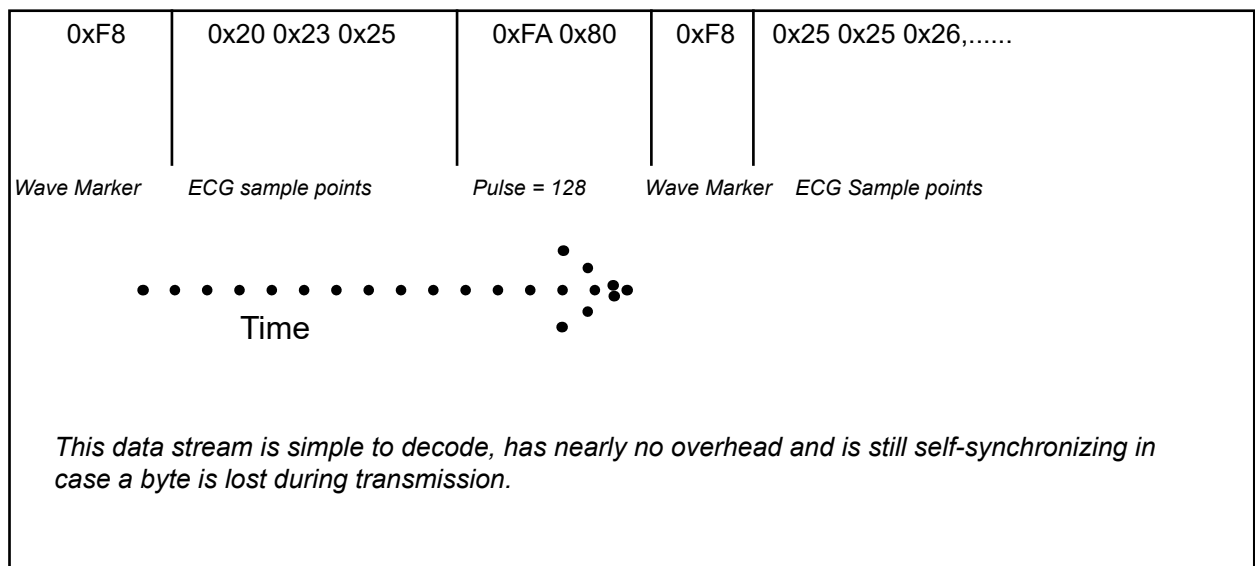 0xF8 0x20 0x23 0x25 0xFA 0x80 0xF8 0x25 0x25 0x26,......
Wave Marker ECG sample points Pulse = 128 Wave Marker ECG Sample points
Time
This data stream is simple to decode, has nearly no overhead and is still self-synchronizing in
case a byte is lost during transmission.